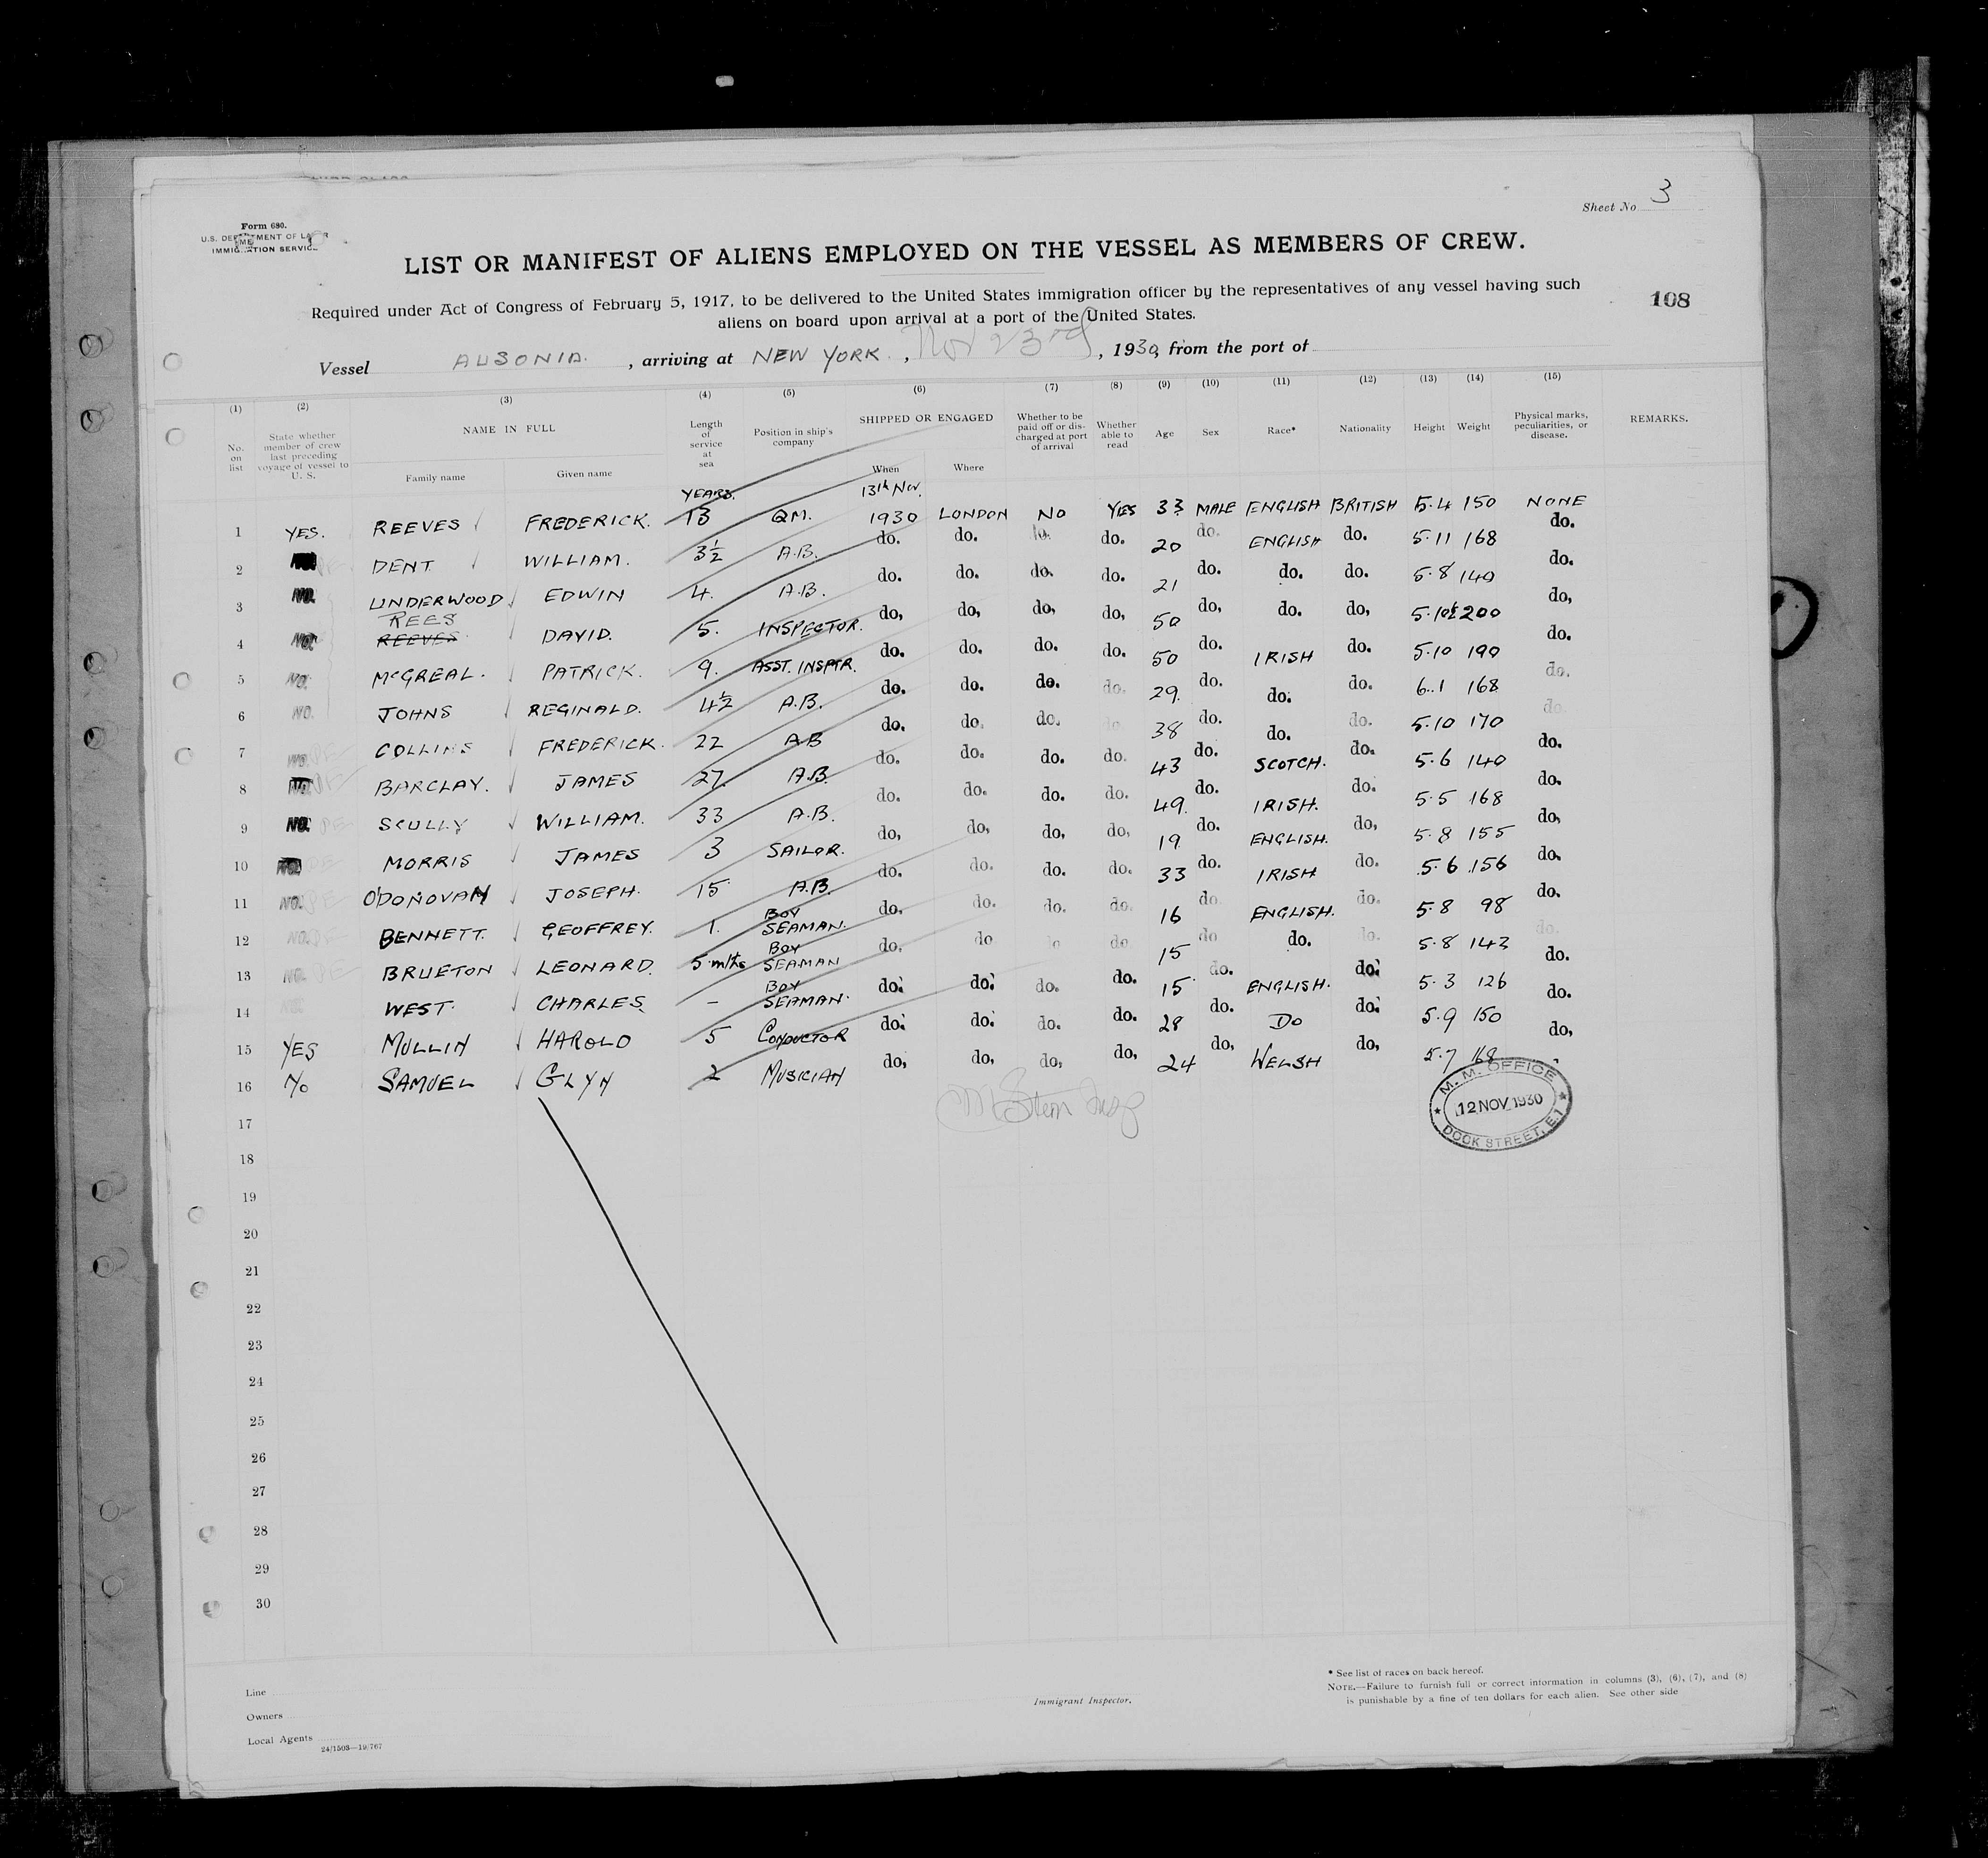 Sheet No 3
Form 680.
U.S. DEPARTMENT OF LABOR
IMMIGRATION SERVICE
LIST OR MANIFEST OF ALIENS EMPLOYED ON THE VESSEL AS MEMBERS OF CREW.
Required under Act of Congress of February 5, 1917, to be delivered to the United States immigration officer by the representatives of any vessel having such
aliens on board upon arrival at a port of the United States.
108
Vessel AUSONIA. , arriving at NEW YORK. , Nov 23rd , 1930, from the port of
(1) (2) (3) (4) (5) (6) (7) (8) (9) (10) (11) (12) (13) (14) (15)
No. on list State whether member of crew last preceding voyage of vessel to U. S. NAME IN FULL Length of service at sea Position in ship's company SHIPPED OR ENGAGED Whether to be paid off or discharged at port of arrival Whether able to read Age Sex Race* Nationality Height Weight Physical marks, peculiarities, or disease. REMARKS.
Family name Given name When Where
YEARS. 13th Nov.
1 YES. REEVES FREDERICK. 13 QM. 1930 LONDON NO YES 33 MALE ENGLISH BRITISH 5.4 150 NONE
2 NO. DENT WILLIAM. 3½ A.B. do. do. do. do. 20 do. ENGLISH do. 5.11 168 do.
3 NO. UNDERWOOD EDWIN 4. A.B. do. do. do. do. 21 do. do. do. 5.8 140 do.
REES
4 NO. REEVES DAVID. 5. INSPECTOR. do, do, do, do, 50 do, do. do, 5.10½ 200 do,
5 NO. McGREAL. PATRICK. 9. ASST. INSPTR. do. do. do. do. 50 do. IRISH do. 5.10 190 do.
6 NO. JOHNS REGINALD. 4½ A.B. do. do. do. do. 29. do. do. do. 6.1 168 do.
7 NO. COLLINS FREDERICK. 22 AB do. do. do. do 38 do. do. do. 5.10 170 do.
8 NO. BARCLAY. JAMES 27. A.B. do. do. do. do. 43 do. SCOTCH. do. 5.6 140 do.
9 NO. SCULLY WILLIAM. 33 A.B. do. do. do. do. 49. do. IRISH. do. 5.5 168 do.
10 NO. MORRIS JAMES 3 SAILOR. do, do, do, do, 19 do. ENGLISH. do, 5.8 155 do,
11 NO. O'DONOVAN JOSEPH. 15 A.B. do. do. do. do. 33 do. IRISH do. 5.6 156 do.
12 NO. BENNETT. GEOFFREY. 1. BOY SEAMAN. do. do. do. do. 16 do. ENGLISH. do. 5.8 98 do.
13 NO. BRUETON LEONARD. 5 mths BOY SEAMAN do. do do do 15 do do. do. 5.8 143 do.
14 NO. WEST. CHARLES. - BOY SEAMAN. do. do. do. do. 15 do. ENGLISH. do. 5.3 126 do.
15 YES MULLIN HAROLD 5 CONDUCTOR do. do. do. do. 28 do. DO do. 5.9 150 do.
16 No SAMUEL GLYN 2 MUSICIAN do, do, do, do, 24 do, WELSH do, 5.7 168 do,
17
18
19
20
21
22
23
24
25
26
27
28
29
30
M. M. OFFICE
12 NOV 1930
DOCK STREET, E.1
Line
Owners
Local Agents
24/1503—19/767
Immigrant Inspector.
* See list of races on back hereof.
NOTE.—Failure to furnish full or correct information in columns (3), (6), (7), and (8)
is punishable by a fine of ten dollars for each alien. See other side